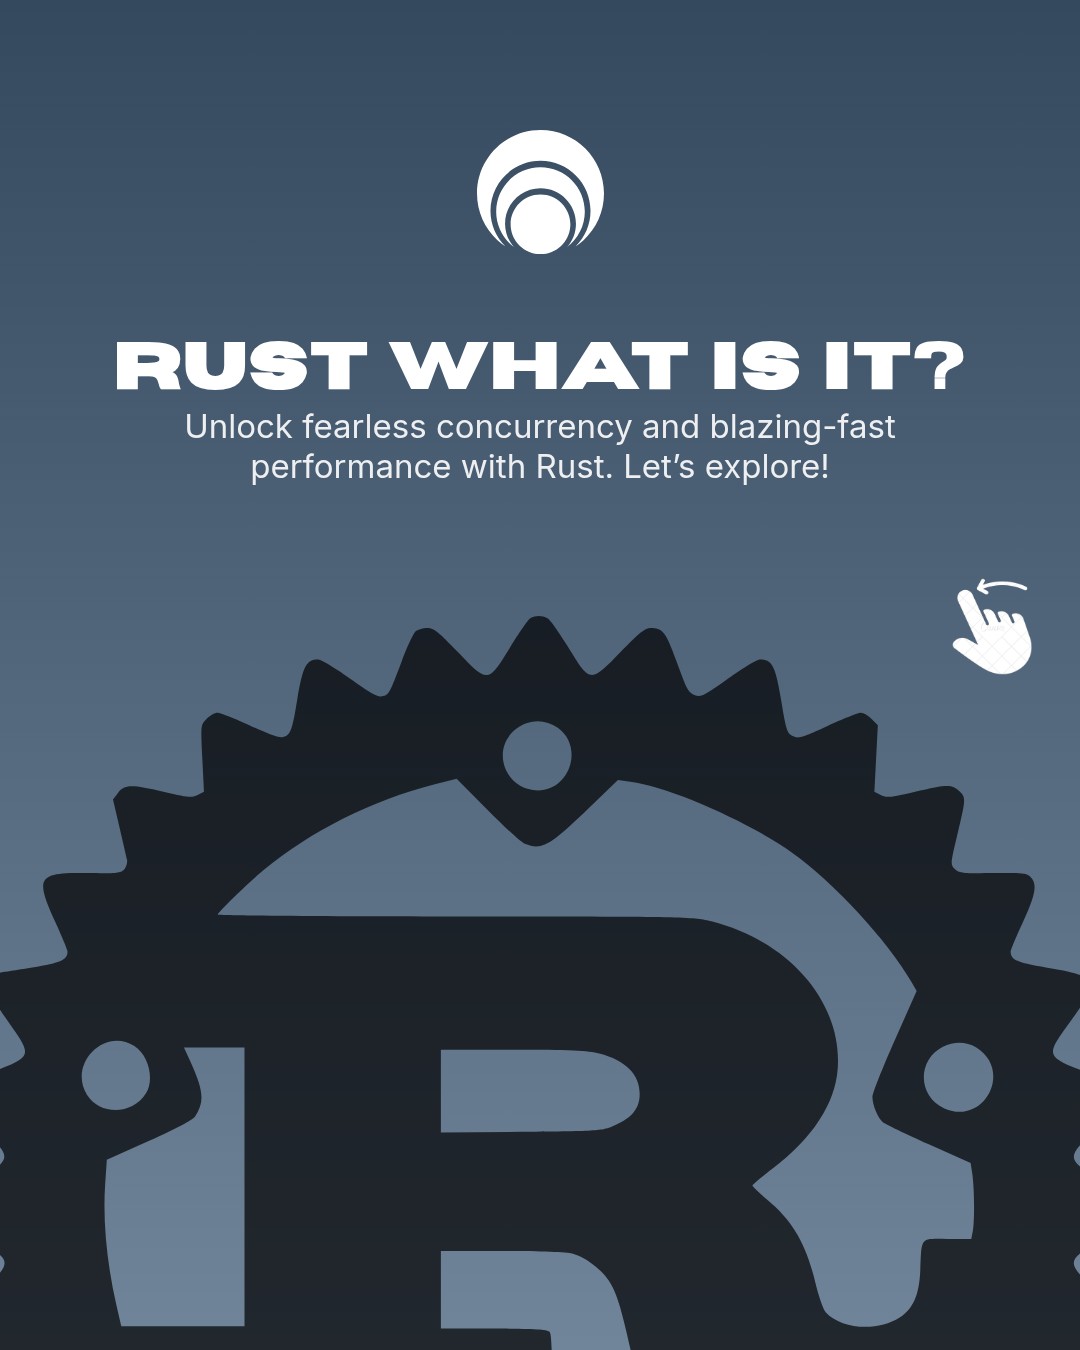 RUST WHAT IS IT?
Unlock fearless concurrency and blazing-fast
performance with Rust. Let’s explore!
R